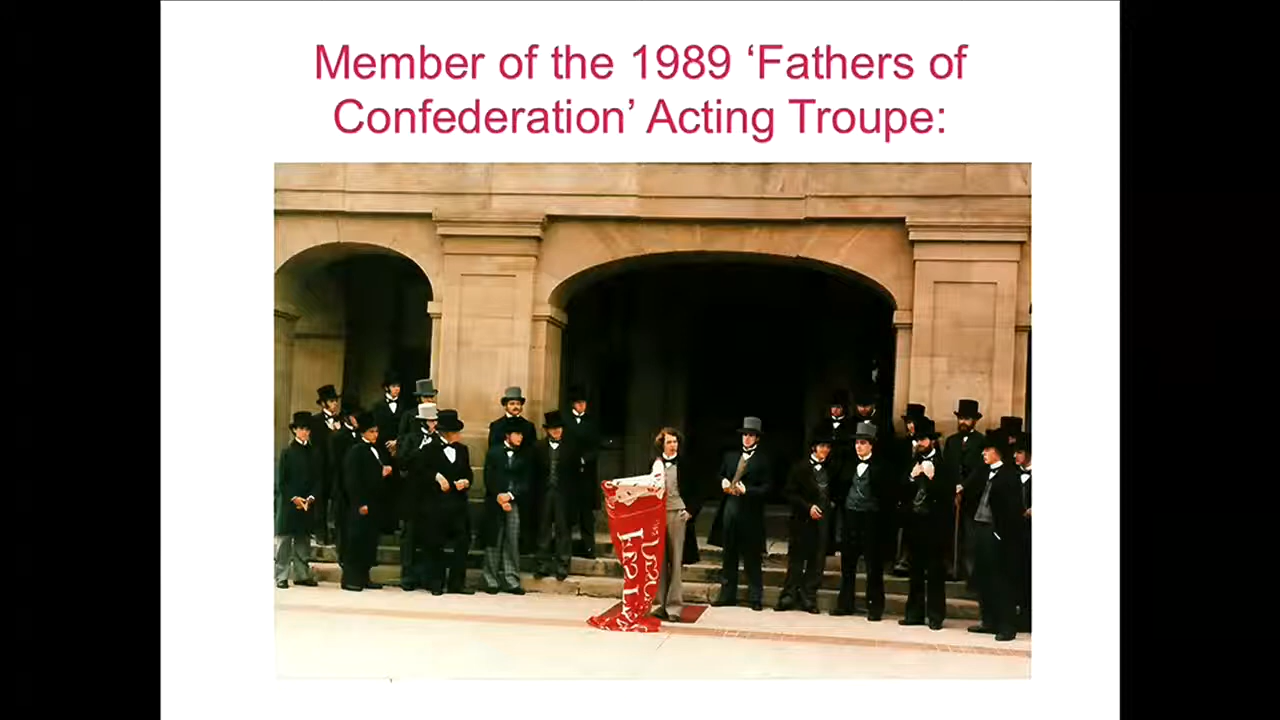 Member of the 1989 ‘Fathers of
Confederation’ Acting Troupe: